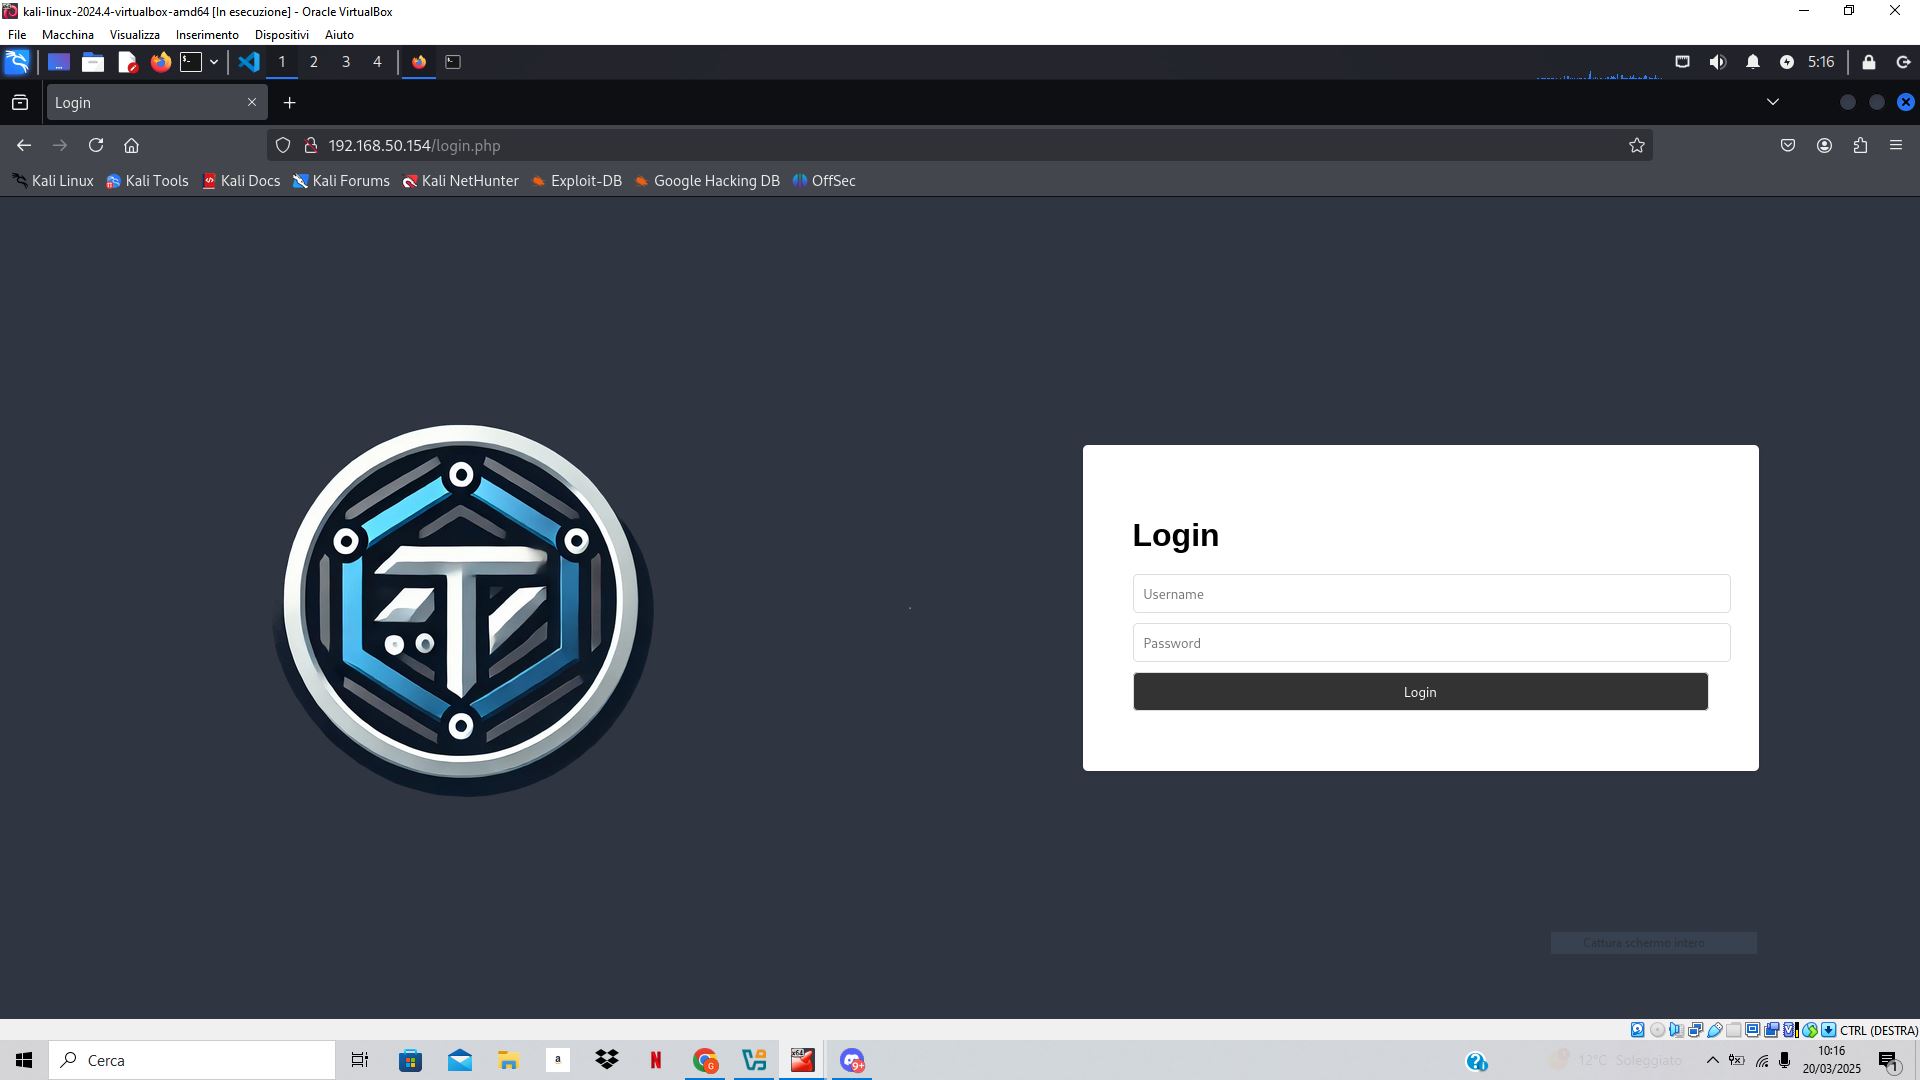 kali-linux-2024.4-virtualbox-amd64 [In esecuzione] - Oracle VirtualBox
File Macchina Visualizza Inserimento Dispositivi Aiuto
1 2 3 4 5:16
Login
192.168.50.154/login.php
Kali Linux Kali Tools Kali Docs Kali Forums Kali NetHunter Exploit-DB Google Hacking DB OffSec
Login
Username
Password
Login
Cattura schermo intero
CTRL (DESTRA)
Cerca
12°C Soleggiato
10:16
20/03/2025